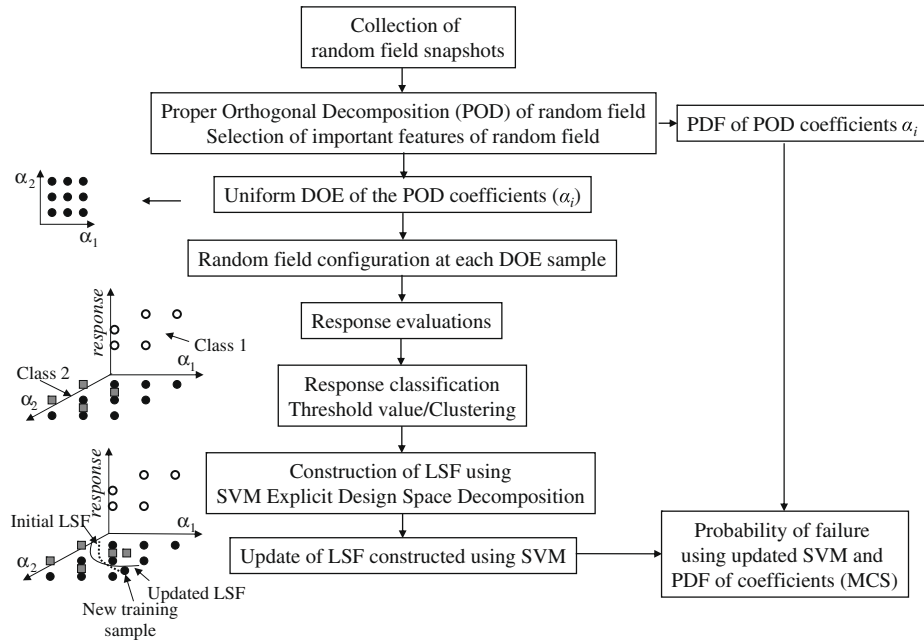 Collection of
random field snapshots
Proper Orthogonal Decomposition (POD) of random field
Selection of important features of random field
PDF of POD coefficients αi
α2
α1
Uniform DOE of the POD coefficients (αi)
Random field configuration at each DOE sample
response
Class 1
α1
Class 2
α2
Response evaluations
Response classification
Threshold value/Clustering
Construction of LSF using
SVM Explicit Design Space Decomposition
response
Initial LSF
α1
α2
Updated LSF
New training
sample
Update of LSF constructed using SVM
Probability of failure
using updated SVM and
PDF of coefficients (MCS)